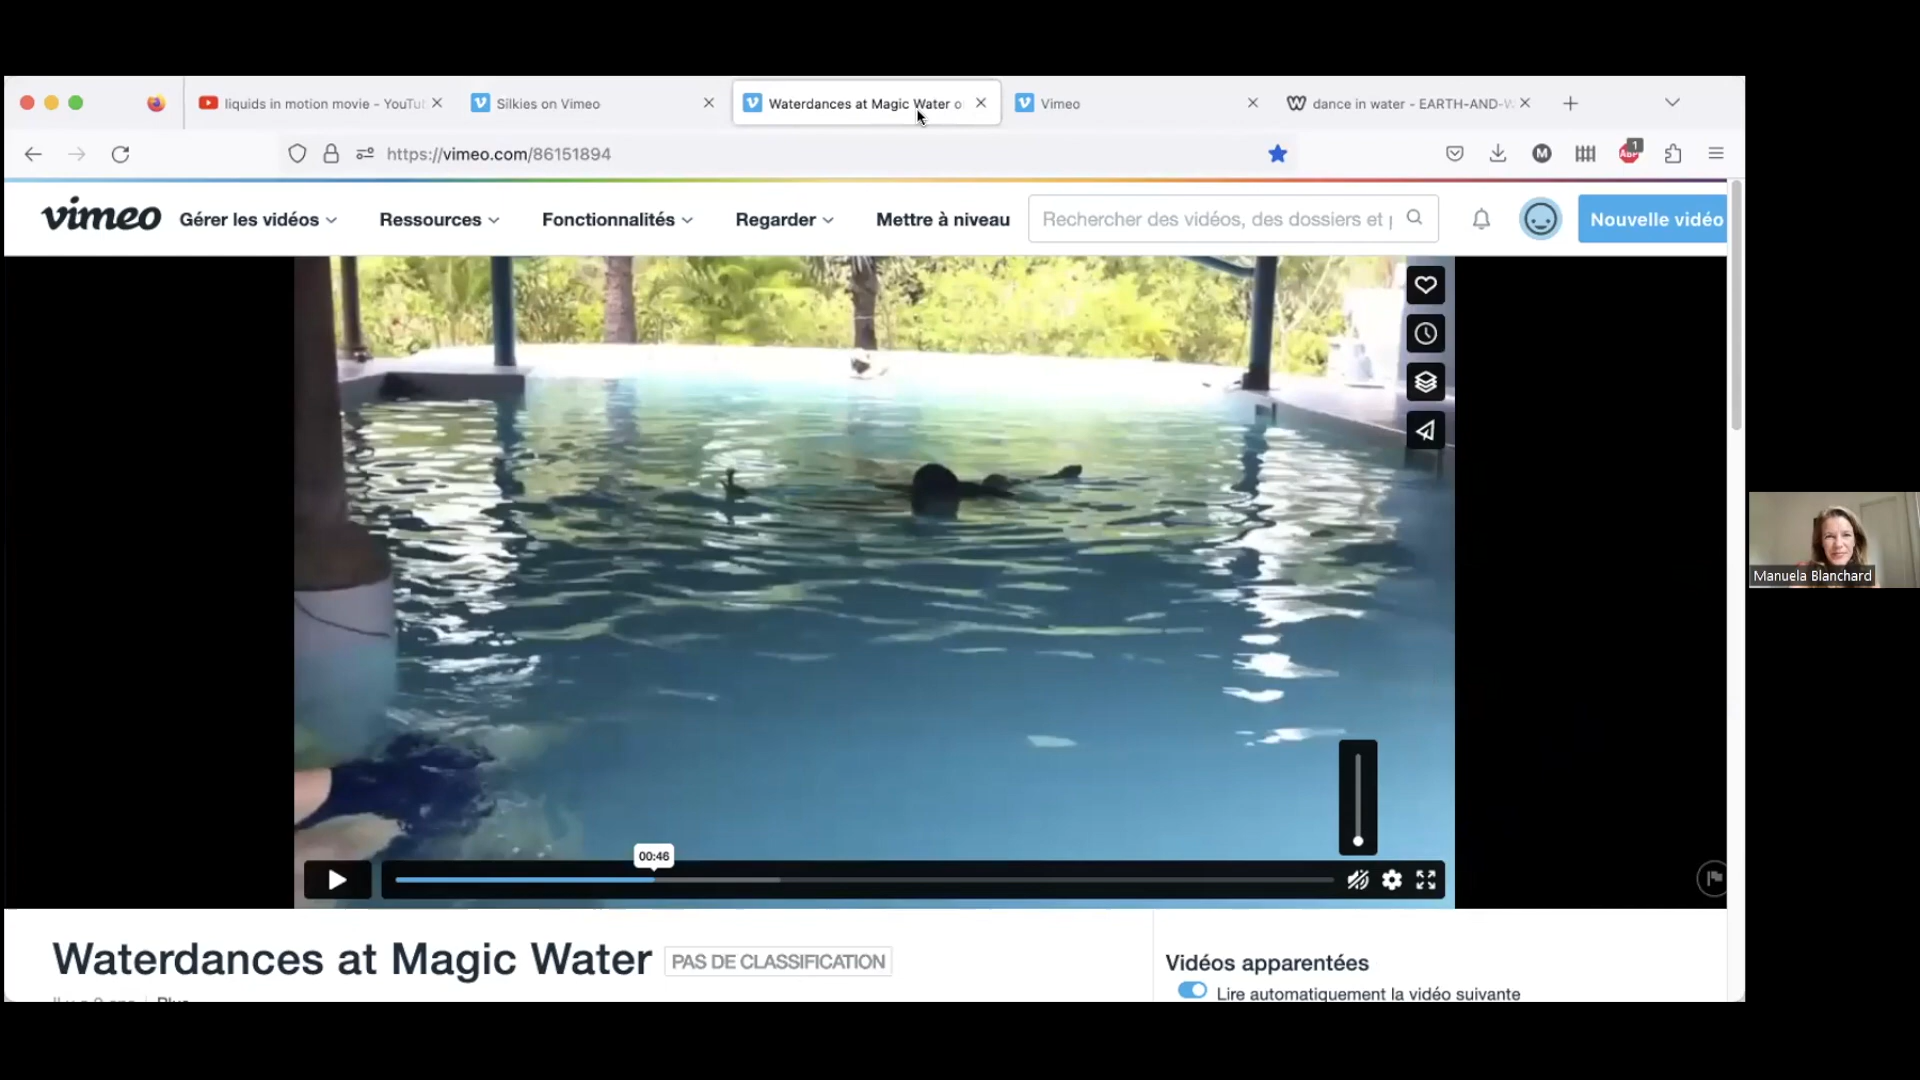 liquids in motion movie - YouTu
Silkies on Vimeo
Waterdances at Magic Water o
Vimeo
dance in water - EARTH-AND-W
https://vimeo.com/86151894
M
1
ABP
vimeo
Gérer les vidéos
Ressources
Fonctionnalités
Regarder
Mettre à niveau
Rechercher des vidéos, des dossiers et p
Nouvelle vidéo
00:46
Manuela Blanchard
Waterdances at Magic Water
PAS DE CLASSIFICATION
Vidéos apparentées
Lire automatiquement la vidéo suivante